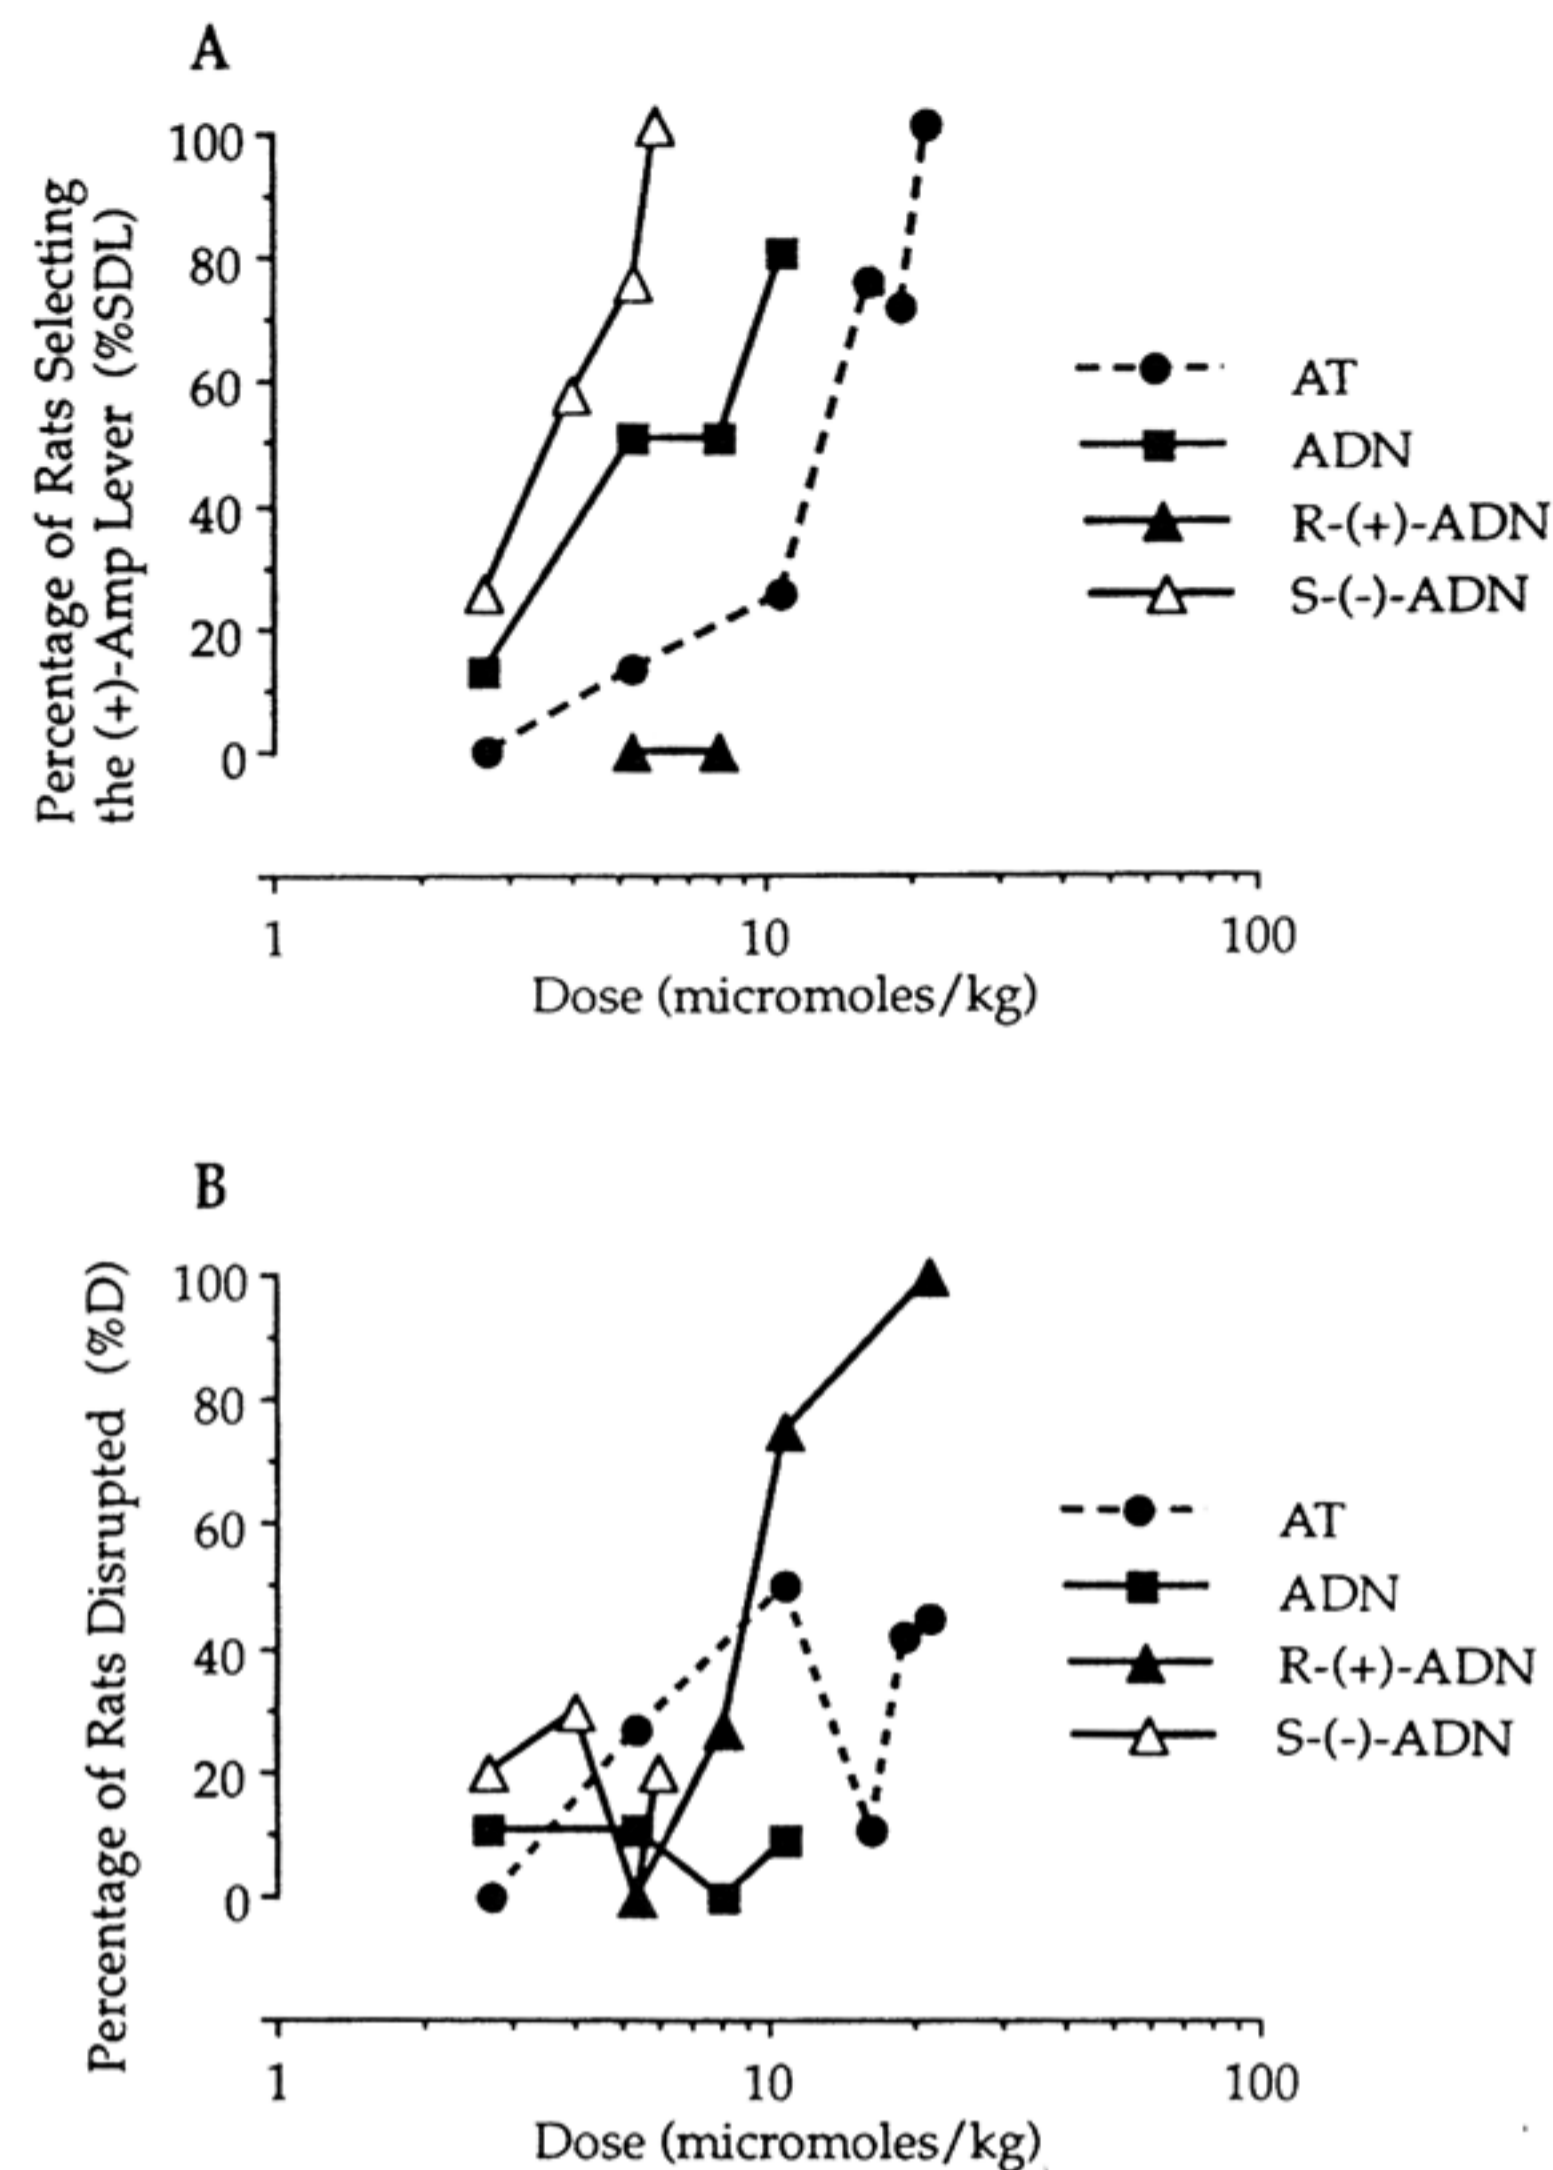 A
Percentage of Rats Selecting
the (+)-Amp Lever (%SDL)
100
80
60
40
20
0
AT
ADN
R-(+)-ADN
S-(-)-ADN
1 10 100
Dose (micromoles/kg)
B
Percentage of Rats Disrupted (%D)
100
80
60
40
20
0
AT
ADN
R-(+)-ADN
S-(-)-ADN
1 10 100
Dose (micromoles/kg)